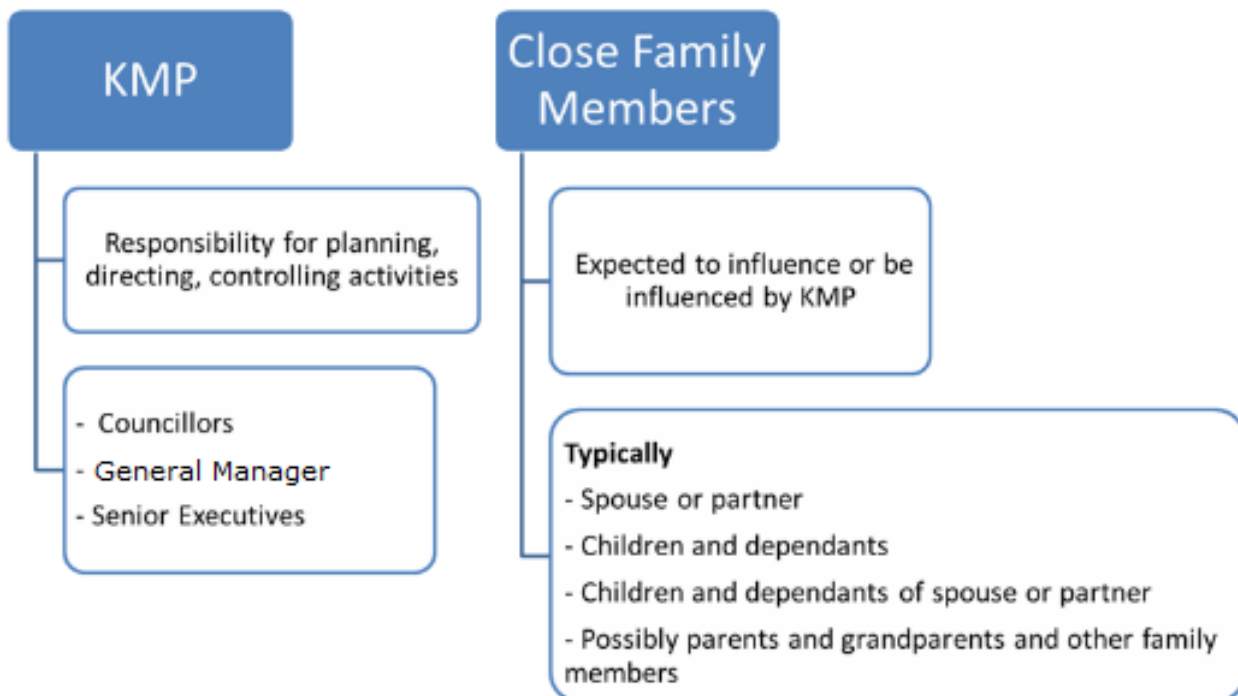 KMP
Responsibility for planning,
directing, controlling activities
- Councillors
- General Manager
- Senior Executives
Close Family
Members
Expected to influence or be
influenced by KMP
Typically
- Spouse or partner
- Children and dependants
- Children and dependants of spouse or partner
- Possibly parents and grandparents and other family
members